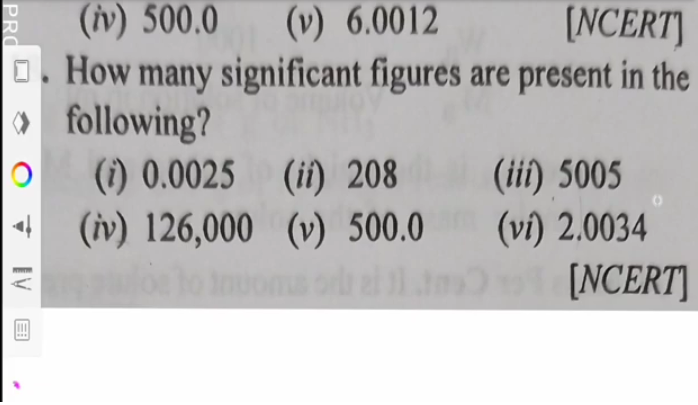 (iv) 500.0 (v) 6.0012 [NCERT]
. How many significant figures are present in the
following?
(i) 0.0025 (ii) 208 (iii) 5005
(iv) 126,000 (v) 500.0 (vi) 2.0034
[NCERT]
PRO